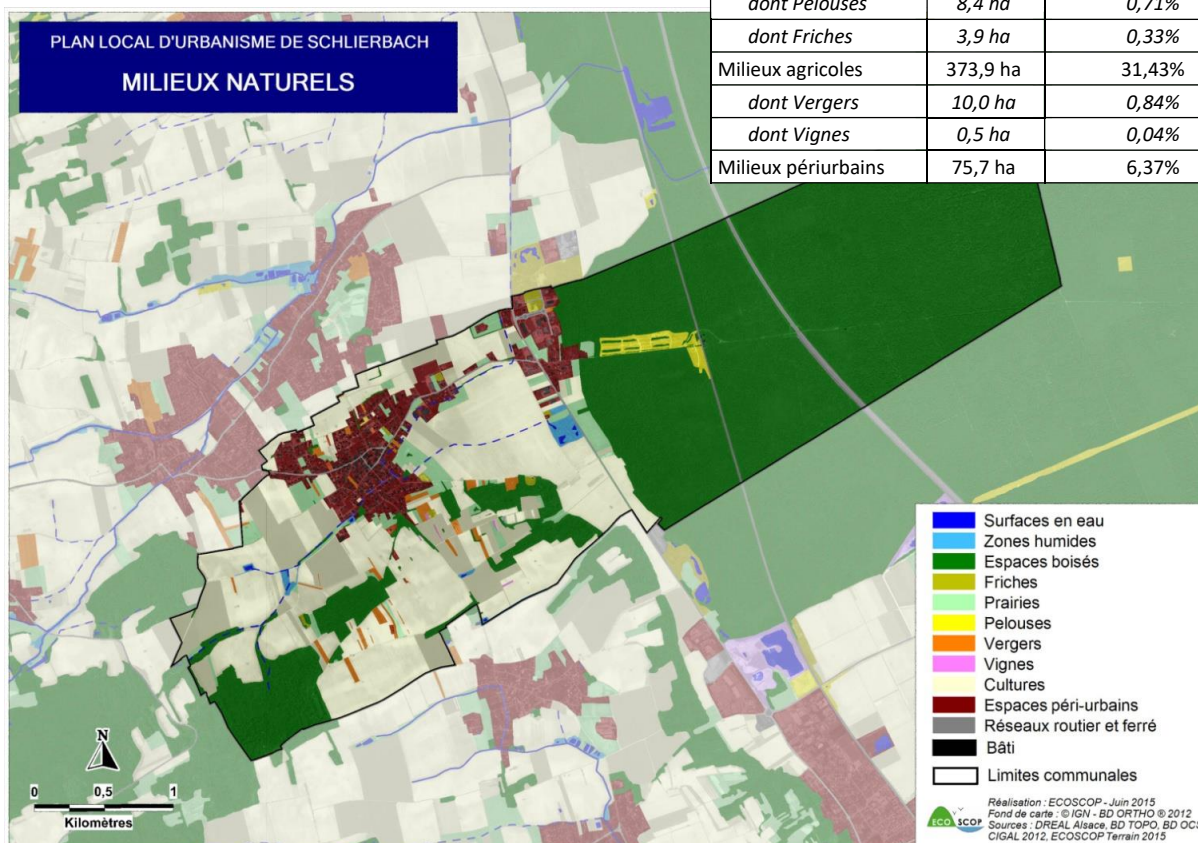 PLAN LOCAL D'URBANISME DE SCHLIERBACH
MILIEUX NATURELS
dont Pelouses 8,4 ha 0,71%
dont Friches 3,9 ha 0,33%
Milieux agricoles 373,9 ha 31,43%
dont Vergers 10,0 ha 0,84%
dont Vignes 0,5 ha 0,04%
Milieux périurbains 75,7 ha 6,37%
Surfaces en eau
Zones humides
Espaces boisés
Friches
Prairies
Pelouses
Vergers
Vignes
Cultures
Espaces péri-urbains
Réseaux routier et ferré
Bâti
Limites communales
N
0 0,5 1
Kilomètres
ECO SCOP
Réalisation : ECOSCOP - Juin 2015
Fond de carte : © IGN - BD ORTHO ® 2012
Sources : DREAL Alsace, BD TOPO, BD OCS
CIGAL 2012, ECOSCOP Terrain 2015